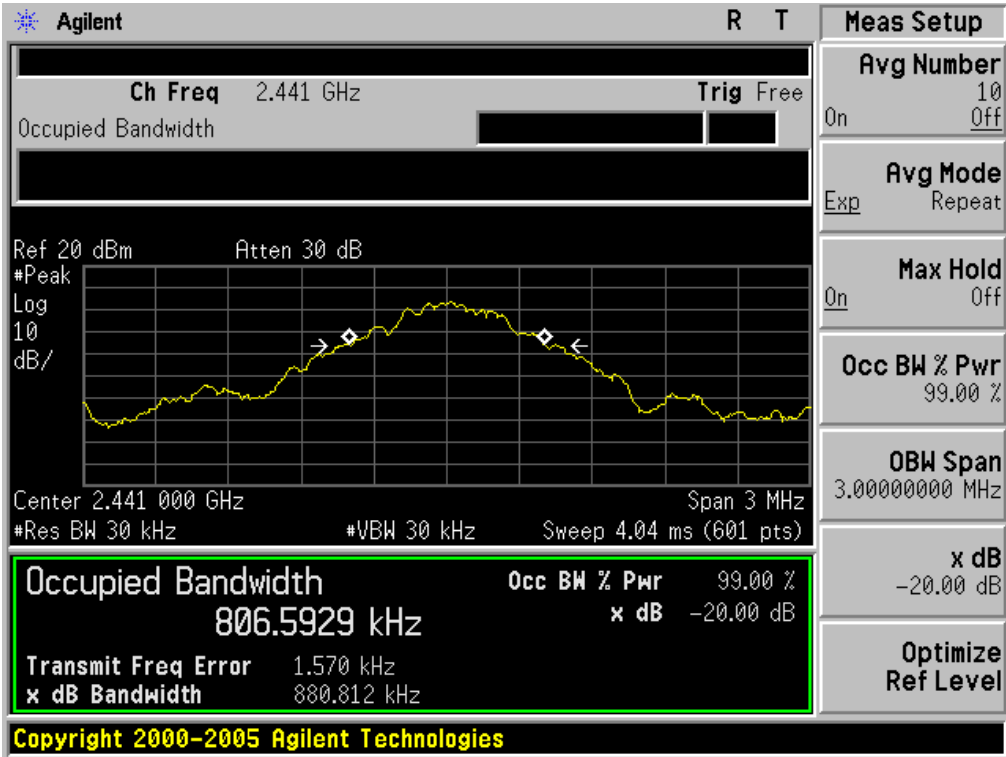 Agilent R T
Ch Freq 2.441 GHz Trig Free
Occupied Bandwidth
Ref 20 dBm Atten 30 dB
#Peak
Log
10
dB/
Center 2.441 000 GHz Span 3 MHz
#Res BW 30 kHz #VBW 30 kHz Sweep 4.04 ms (601 pts)
Occupied Bandwidth
806.5929 kHz
Occ BW % Pwr 99.00 %
x dB -20.00 dB
Transmit Freq Error 1.570 kHz
x dB Bandwidth 880.812 kHz
Copyright 2000-2005 Agilent Technologies
Meas Setup
Avg Number
10
On Off
Avg Mode
Exp Repeat
Max Hold
On Off
Occ BW % Pwr
99.00 %
OBW Span
3.00000000 MHz
x dB
-20.00 dB
Optimize
Ref Level